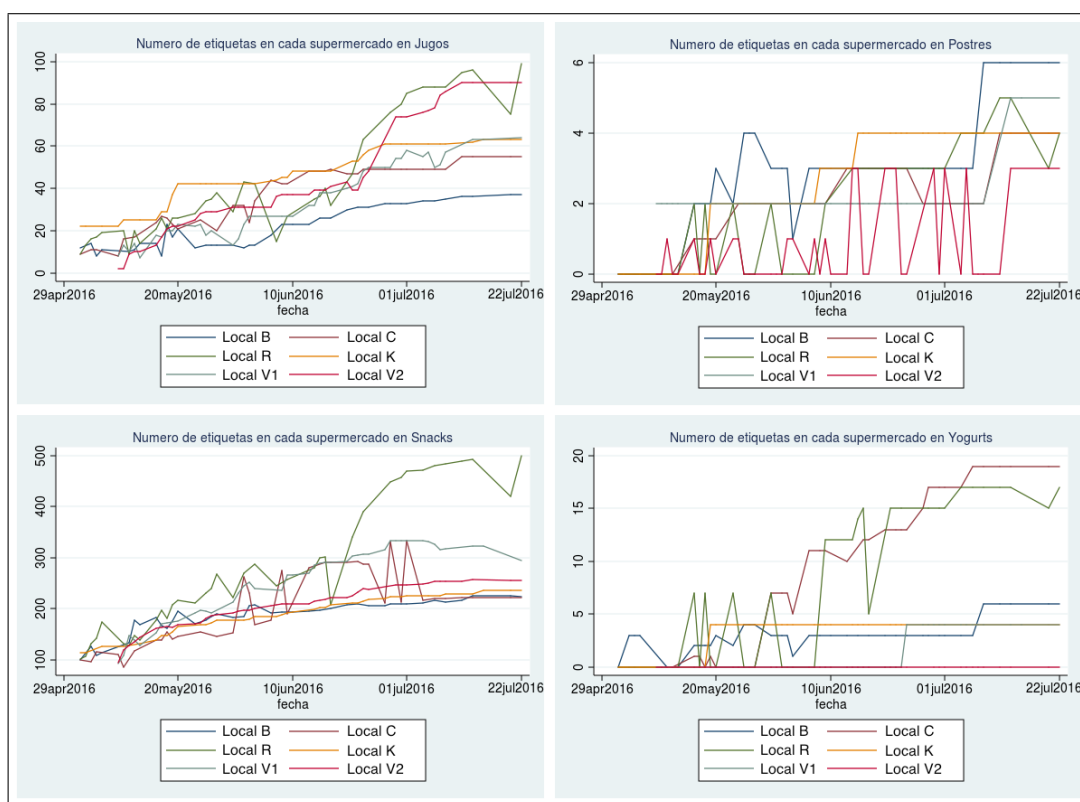 Numero de etiquetas en cada supermercado en Jugos
100
80
60
40
20
0
29apr2016 20may2016 10jun2016 01jul2016 22jul2016
fecha
Local B Local C
Local R Local K
Local V1 Local V2
Numero de etiquetas en cada supermercado en Postres
6
4
2
0
29apr2016 20may2016 10jun2016 01jul2016 22jul2016
fecha
Local B Local C
Local R Local K
Local V1 Local V2
Numero de etiquetas en cada supermercado en Snacks
500
400
300
200
100
29apr2016 20may2016 10jun2016 01jul2016 22jul2016
fecha
Local B Local C
Local R Local K
Local V1 Local V2
Numero de etiquetas en cada supermercado en Yogurts
20
15
10
5
0
29apr2016 20may2016 10jun2016 01jul2016 22jul2016
fecha
Local B Local C
Local R Local K
Local V1 Local V2